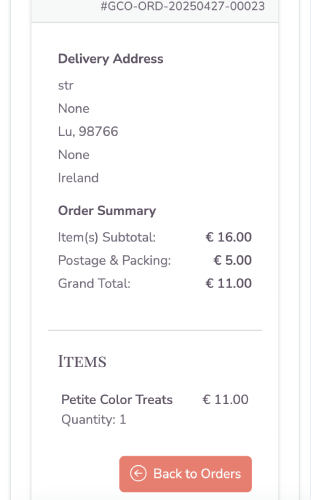 #GCO-ORD-20250427-00023
Delivery Address
str
None
Lu, 98766
None
Ireland
Order Summary
Item(s) Subtotal: € 16.00
Postage & Packing: € 5.00
Grand Total: € 11.00
Items
Petite Color Treats € 11.00
Quantity: 1
Back to Orders